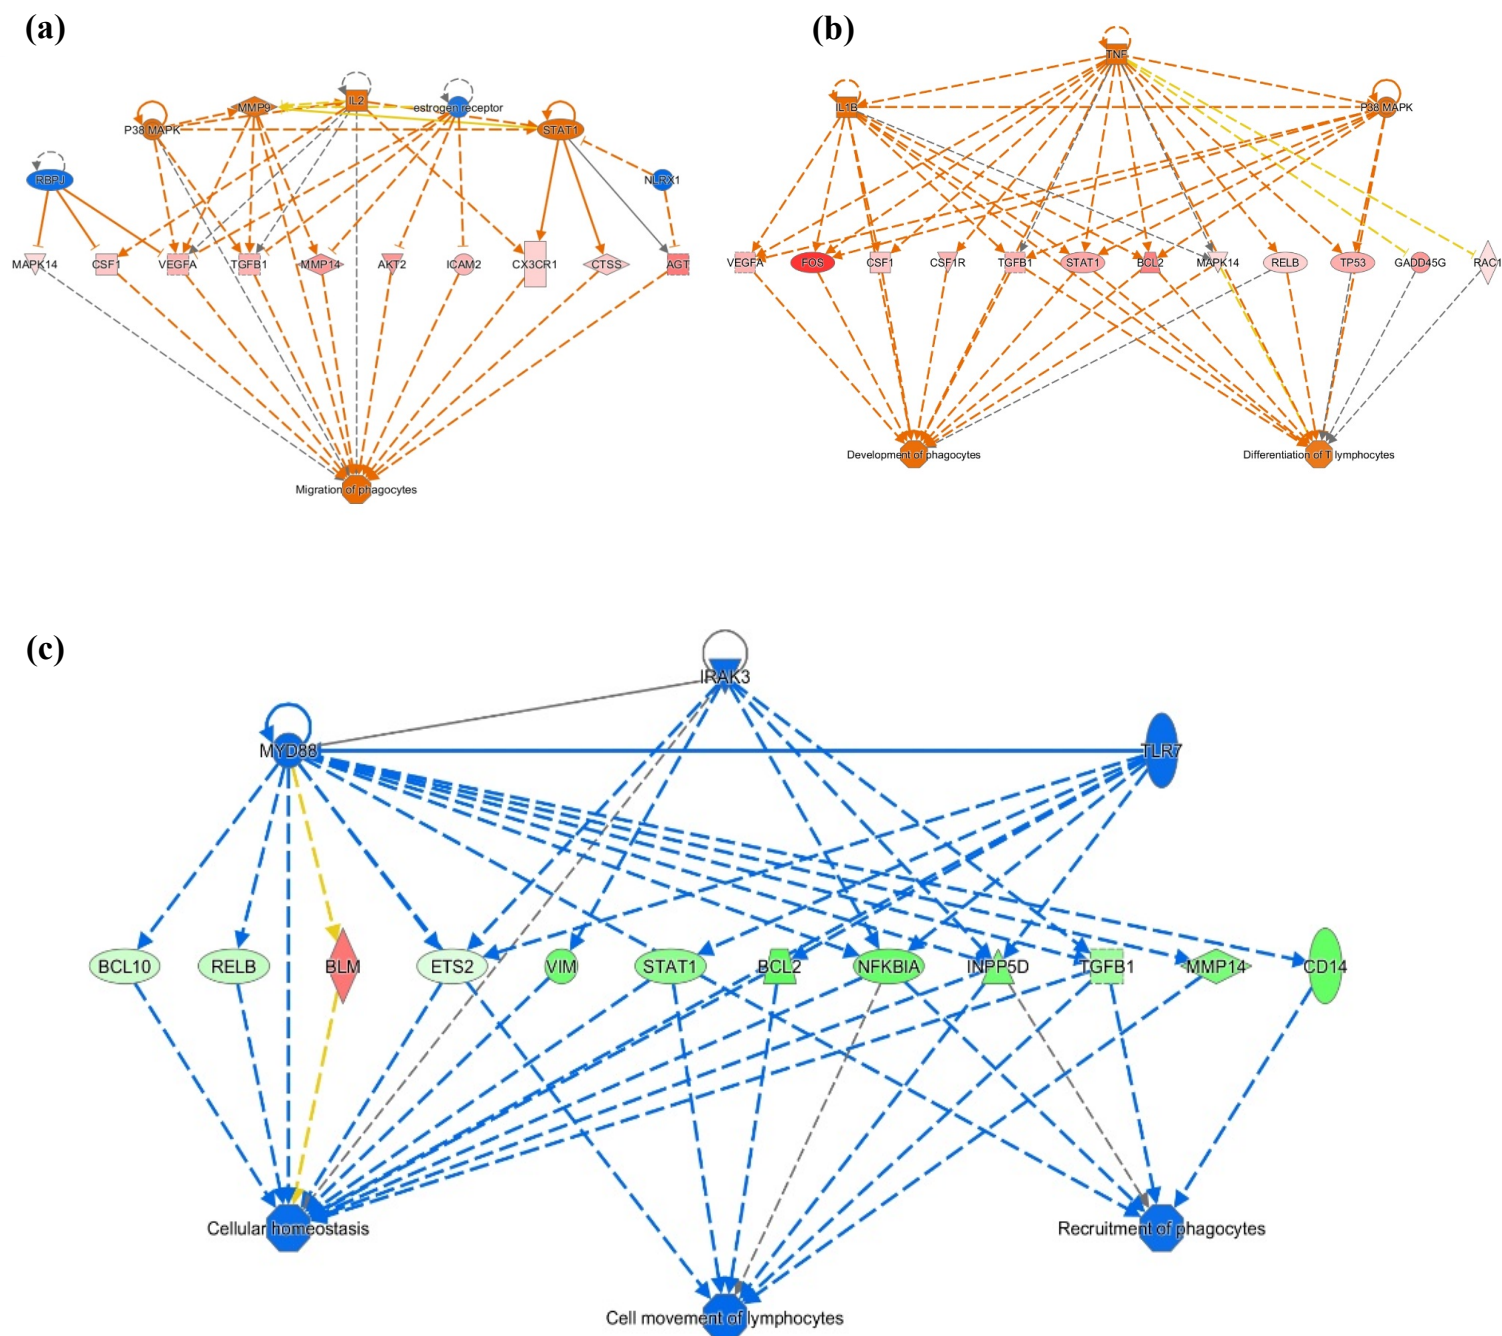 (a)
MMP9
IL2
estrogen receptor
P38 MAPK
STAT1
RBPJ
NLRX1
MAPK14
CSF1
VEGFA
TGFB1
MMP14
AKT2
ICAM2
CX3CR1
CTSS
AGT
Migration of phagocytes
(b)
TNF
IL1B
P38 MAPK
VEGFA
FOS
CSF1
CSF1R
TGFB1
STAT1
BCL2
MAPK14
RELB
TP53
GADD45G
RAC1
Development of phagocytes
Differentiation of T lymphocytes
(c)
IRAK3
MYD88
TLR7
BCL10
RELB
BLM
ETS2
VIM
STAT1
BCL2
NFKBIA
INPP5D
TGFB1
MMP14
CD14
Cellular homeostasis
Recruitment of phagocytes
Cell movement of lymphocytes